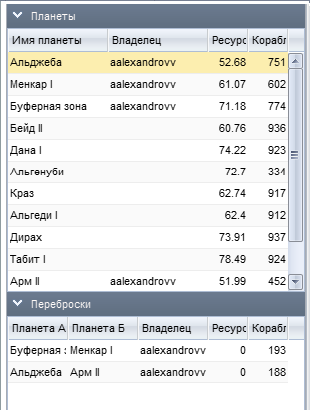 Планеты
Имя планеты Владелец Ресурс Корабл
Альджеба aalexandrovv 52.68 751
Менкар I aalexandrovv 61.07 602
Буферная зона aalexandrovv 71.18 774
Бейд II 60.76 936
Дана I 74.22 923
Альгенуби 72.7 334
Краз 62.74 917
Альгеди I 62.4 912
Дирах 73.91 937
Табит I 78.49 924
Арм II aalexandrovv 51.99 452
Переброски
Планета А Планета Б Владелец Ресурс Корабл
Буферная : Менкар I aalexandrovv 0 193
Альджеба Арм II aalexandrovv 0 188